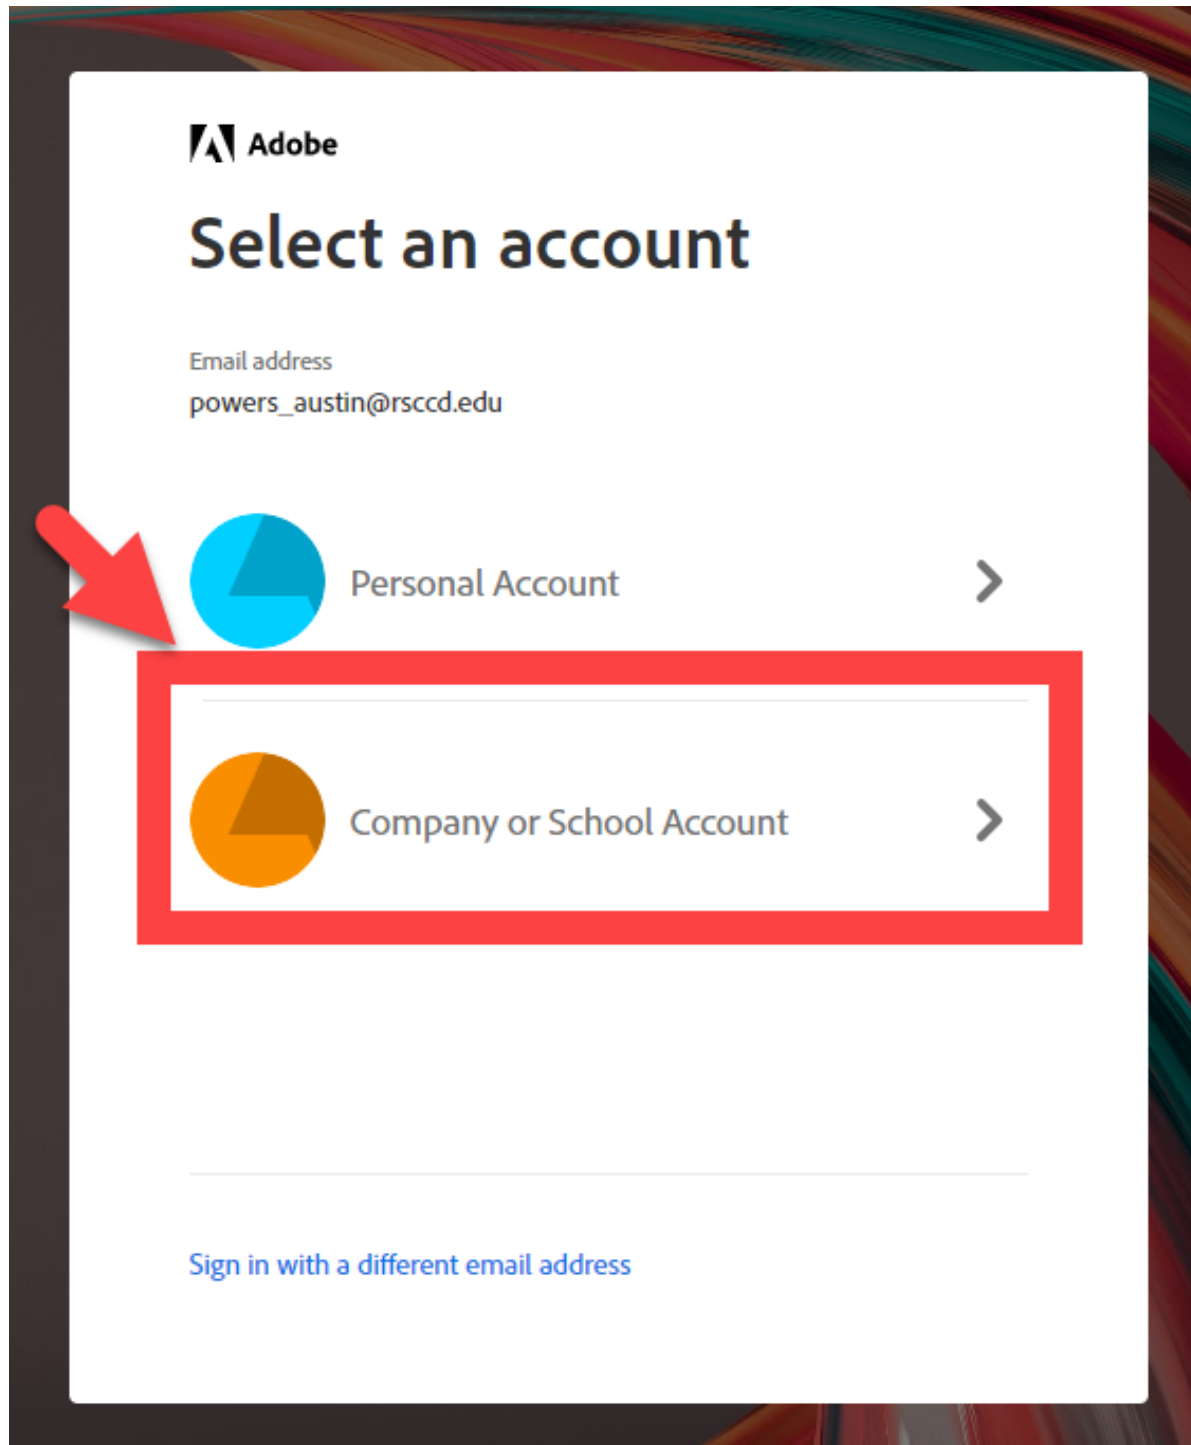 Adobe
Select an account
Email address
powers_austin@rsccd.edu
Personal Account
Company or School Account
Sign in with a different email address